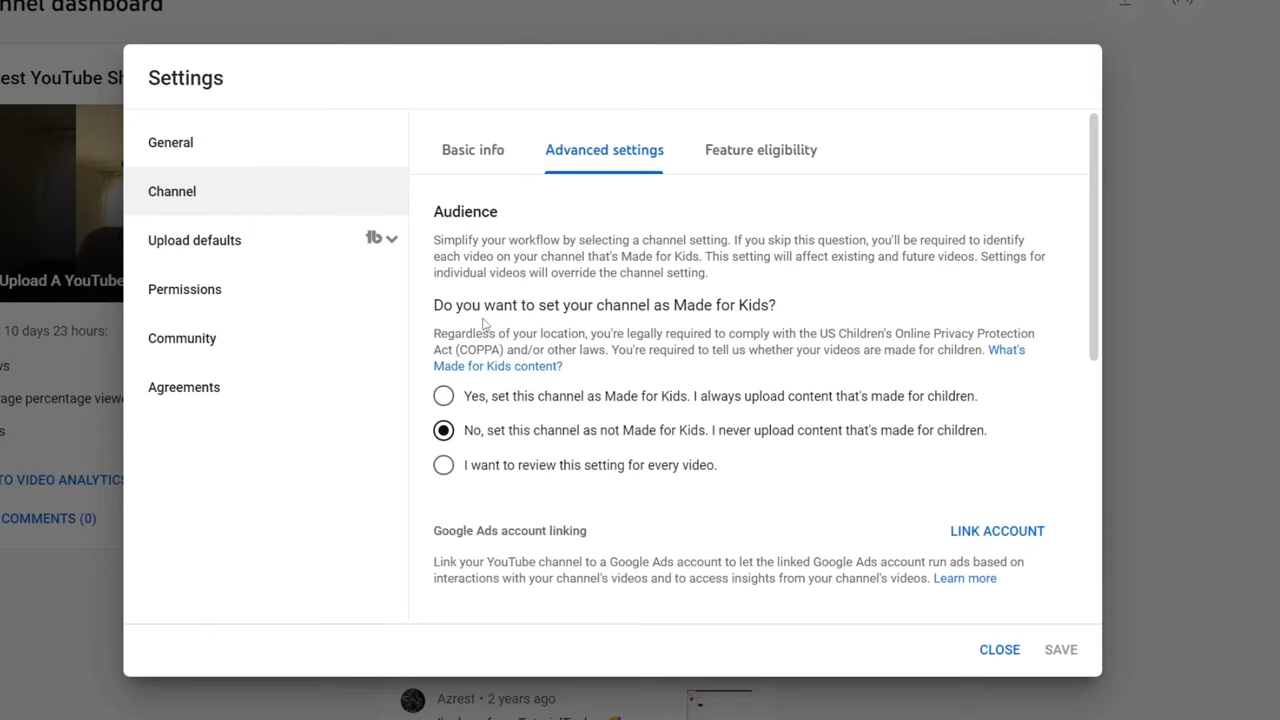 nnel dashboard
Settings
est YouTube Sh
Upload A YouTube
10 days 23 hours:
ws
rage percentage viewe
s
TO VIDEO ANALYTICS
COMMENTS (0)
General
Channel
Upload defaults
Permissions
Community
Agreements
Basic info
Advanced settings
Feature eligibility
Audience
Simplify your workflow by selecting a channel setting. If you skip this question, you'll be required to identify
each video on your channel that's Made for Kids. This setting will affect existing and future videos. Settings for
individual videos will override the channel setting.
Do you want to set your channel as Made for Kids?
Regardless of your location, you're legally required to comply with the US Children's Online Privacy Protection
Act (COPPA) and/or other laws. You're required to tell us whether your videos are made for children. What's
Made for Kids content?
Yes, set this channel as Made for Kids. I always upload content that's made for children.
No, set this channel as not Made for Kids. I never upload content that's made for children.
I want to review this setting for every video.
Google Ads account linking
LINK ACCOUNT
Link your YouTube channel to a Google Ads account to let the linked Google Ads account run ads based on
interactions with your channel's videos and to access insights from your channel's videos. Learn more
CLOSE
SAVE
Azrest • 2 years ago